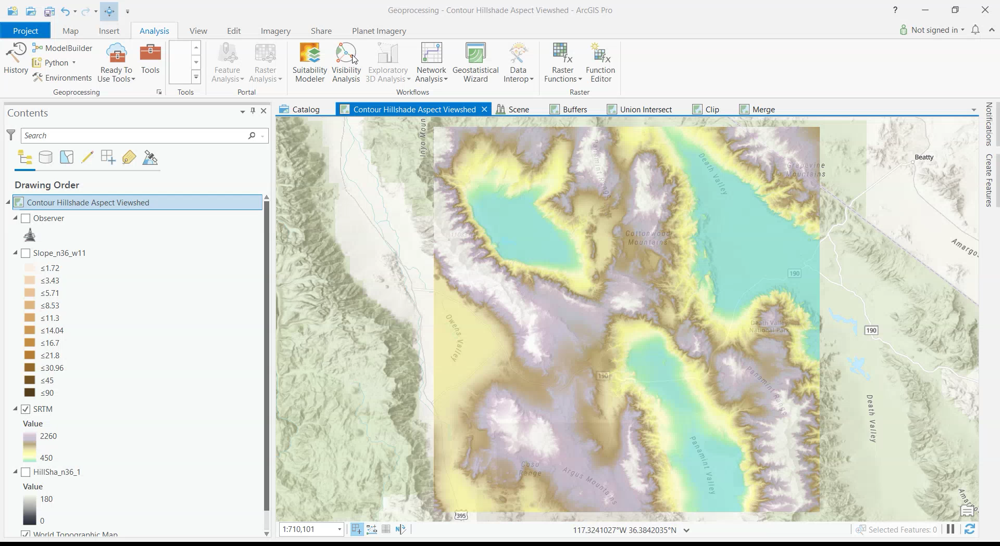 Geoprocessing - Contour Hillshade Aspect Viewshed - ArcGIS Pro
?
Project
Map
Insert
Analysis
View
Edit
Imagery
Share
Planet Imagery
Not signed in
History
ModelBuilder
Python
Environments
Ready To
Use Tools
Tools
Feature
Analysis
Raster
Analysis
Suitability
Modeler
Visibility
Analysis
Exploratory
3D Analysis
Network
Analysis
Geostatistical
Wizard
Data
Interop
Raster
Functions
Function
Editor
Geoprocessing
Tools
Portal
Workflows
Raster
Contents
Catalog
Contour Hillshade Aspect Viewshed
Scene
Buffers
Union Intersect
Clip
Merge
Notifications
Create Features
Search
Drawing Order
Contour Hillshade Aspect Viewshed
Observer
Slope_n36_w11
≤1.72
≤3.43
≤5.71
≤8.53
≤11.3
≤14.04
≤16.7
≤21.8
≤30.96
≤45
≤90
SRTM
Value
2260
450
HillSha_n36_1
Value
180
0
World Topographic Map
Inyo Moun
Panamint Range
Death Valley
Grapevine
Mountains
Beatty
Cottonwood
Mountains
Amargos
190
Owens Valley
Death Valley
National Park
190
190
Panamint Range
Death Valley
Coso
Range
Argus Mountains
Panamint Valley
Amargo
395
1:710,101
117.3241027°W 36.3842035°N
Selected Features: 0